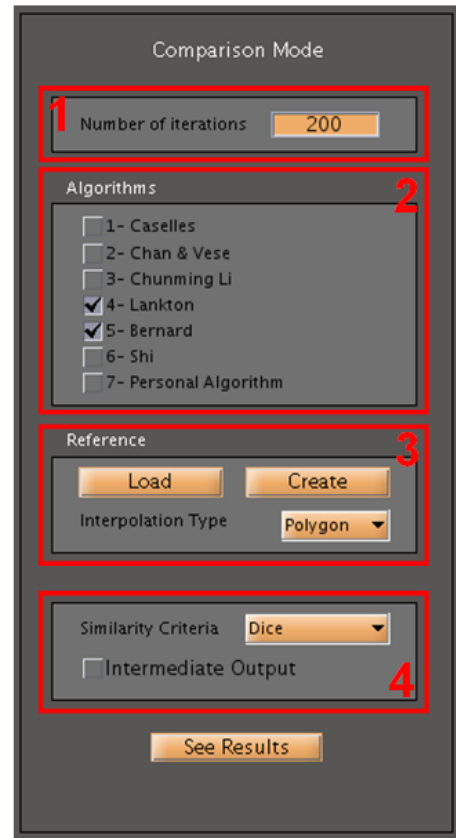 Comparison Mode
1
Number of iterations 200
Algorithms 2
1- Caselles
2- Chan & Vese
3- Chunming Li
4- Lankton
5- Bernard
6- Shi
7- Personal Algorithm
Reference 3
Load Create
Interpolation Type Polygon
Similarity Criteria Dice
Intermediate Output
4
See Results